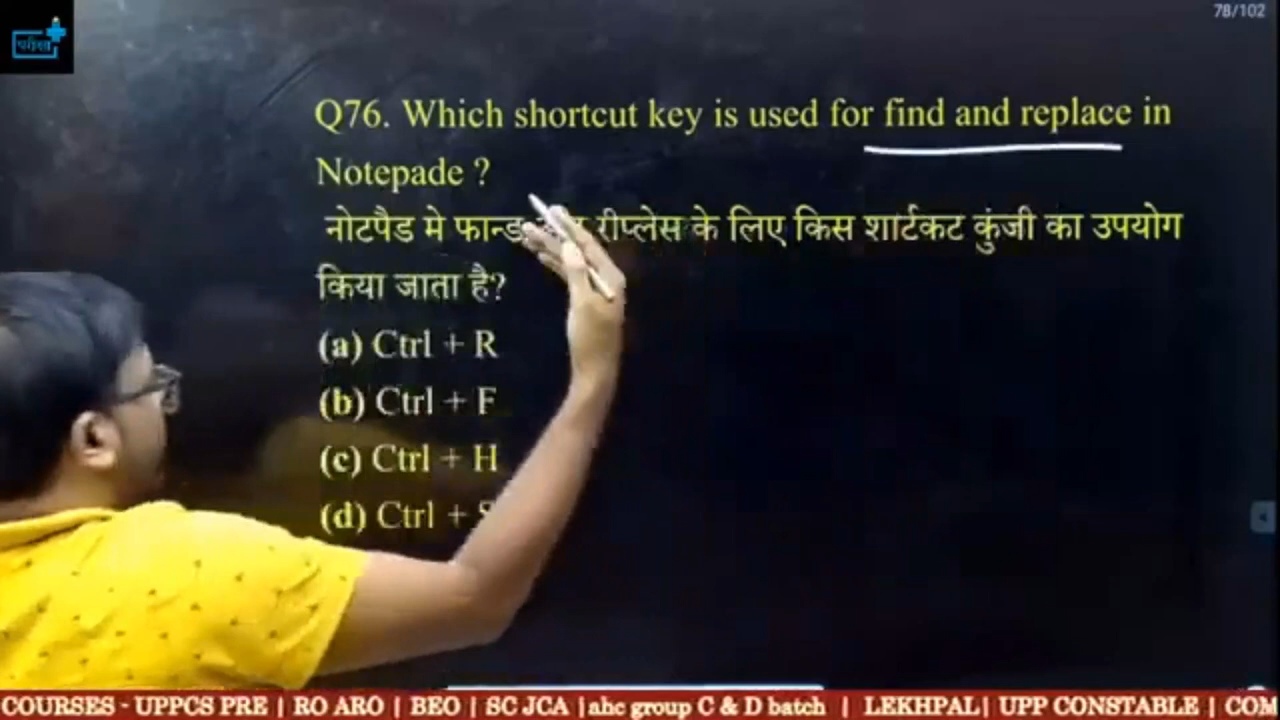 78/102
परीक्षा
Q76. Which shortcut key is used for find and replace in
Notepade ?
नोटपैड मे फान्ड रीप्लेस के लिए किस शार्टकट कुंजी का उपयोग
किया जाता है?
(a) Ctrl + R
(b) Ctrl + F
(c) Ctrl + H
(d) Ctrl +
COURSES - UPPCS PRE | RO ARO | BEO | SC JCA |ahc group C & D batch | LEKHPAL| UPP CONSTABLE | COM